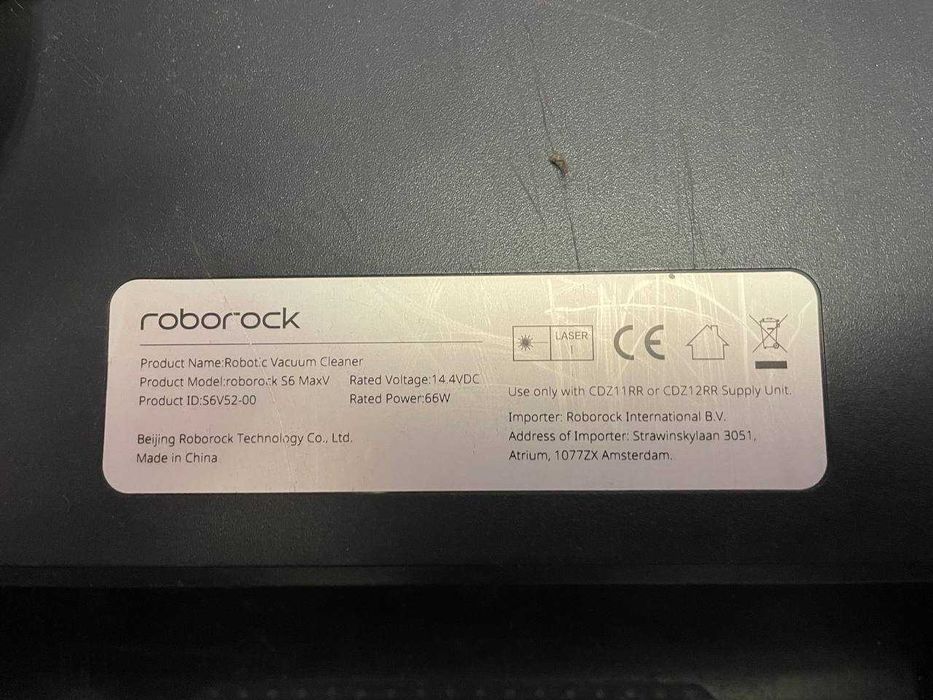 roborock
Product Name:Robotic Vacuum Cleaner
Product Model:roborock S6 MaxV Rated Voltage:14.4VDC
Product ID:S6V52-00 Rated Power:66W
Beijing Roborock Technology Co., Ltd.
Made in China
LASER
1
CE
Use only with CDZ11RR or CDZ12RR Supply Unit.
Importer: Roborock International B.V.
Address of Importer: Strawinskylaan 3051,
Atrium, 1077ZX Amsterdam.